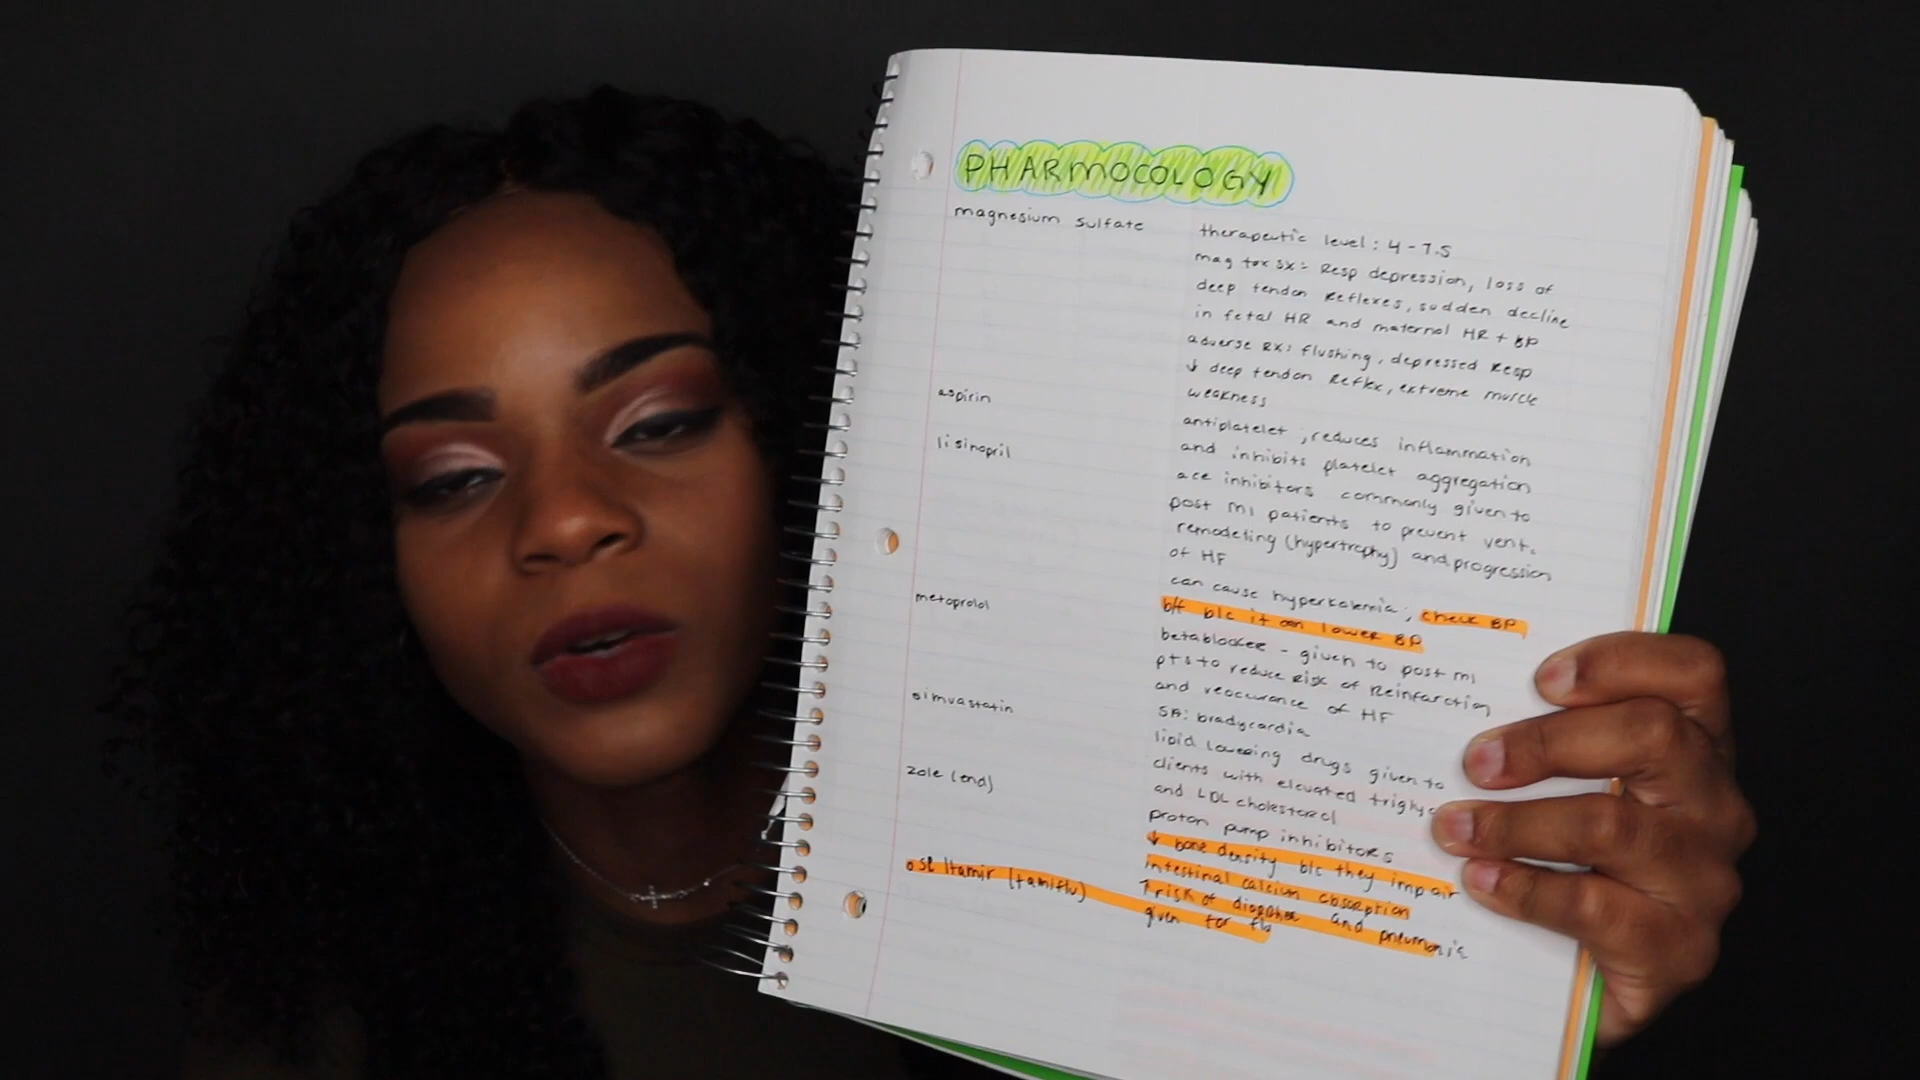 PHARMOCOLOGY
magnesium sulfate
therapeutic level: 4-7.5
mag tox sx: Resp depression, loss of
deep tendon Reflexes, sudden decline
in fetal HR and maternal HR + BP
adverse RX: flushing, depressed Resp
↓ deep tendon Reflex, extreme muscle
weakness
aspirin
antiplatelet; reduces inflammation
and inhibits platelet aggregation
lisinopril
ace inhibitors commonly given to
post MI patients to prevent vent.
remodeling (hypertrophy) and progression
of HF
can cause hyperkalemia; check BP
b/f b/c it can lower BP
metoprolol
betablocker - given to post MI
pts to reduce risk of Reinfarction
and reoccurance of HF
SA: bradycardia
simvastatin
lipid lowering drugs given to
clients with elevated triglyc
and LDL cholesterol
zole (end)
proton pump inhibitors
↓ bone density b/c they impair
intestinal calcium absorption
↑ risk of diarrhea and pneumonia
oseltamir (tamiflu)
given for flu